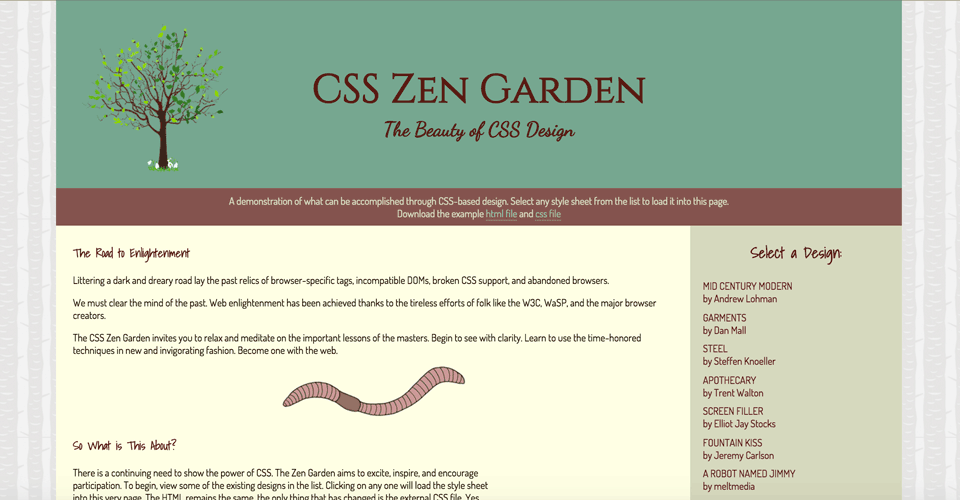 CSS Zen Garden
The Beauty of CSS Design
A demonstration of what can be accomplished through CSS-based design. Select any style sheet from the list to load it into this page.
Download the example html file and css file
The Road to Enlightenment
Littering a dark and dreary road lay the past relics of browser-specific tags, incompatible DOMs, broken CSS support, and abandoned browsers.
We must clear the mind of the past. Web enlightenment has been achieved thanks to the tireless efforts of folk like the W3C, WaSP, and the major browser
creators.
The CSS Zen Garden invites you to relax and meditate on the important lessons of the masters. Begin to see with clarity. Learn to use the time-honored
techniques in new and invigorating fashion. Become one with the web.
So What is This About?
There is a continuing need to show the power of CSS. The Zen Garden aims to excite, inspire, and encourage
participation. To begin, view some of the existing designs in the list. Clicking on any one will load the style sheet
into this very page. The HTML remains the same, the only thing that has changed is the external CSS file. Yes,
Select a Design:
MID CENTURY MODERN
by Andrew Lohman
GARMENTS
by Dan Mall
STEEL
by Steffen Knoeller
APOTHECARY
by Trent Walton
SCREEN FILLER
by Elliot Jay Stocks
FOUNTAIN KISS
by Jeremy Carlson
A ROBOT NAMED JIMMY
by meltmedia